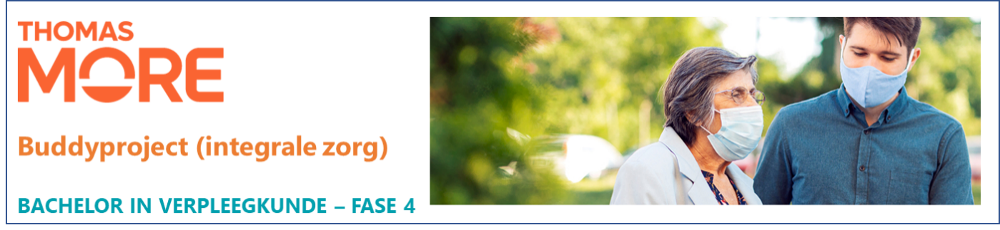 THOMAS
MORE
Buddyproject (integrale zorg)
BACHELOR IN VERPLEEGKUNDE – FASE 4